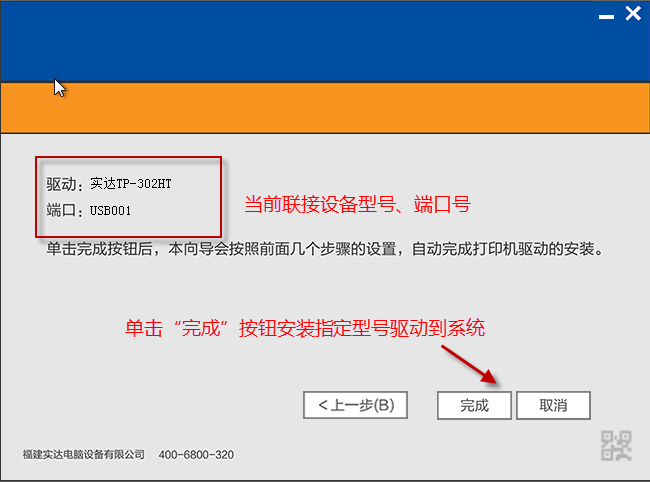 驱动：实达TP-302HT
端口：USB001
当前联接设备型号、端口号
单击完成按钮后，本向导会按照前面几个步骤的设置，自动完成打印机驱动的安装。
单击“完成”按钮安装指定型号驱动到系统
<上一步(B) 完成 取消
福建实达电脑设备有限公司 400-6800-320